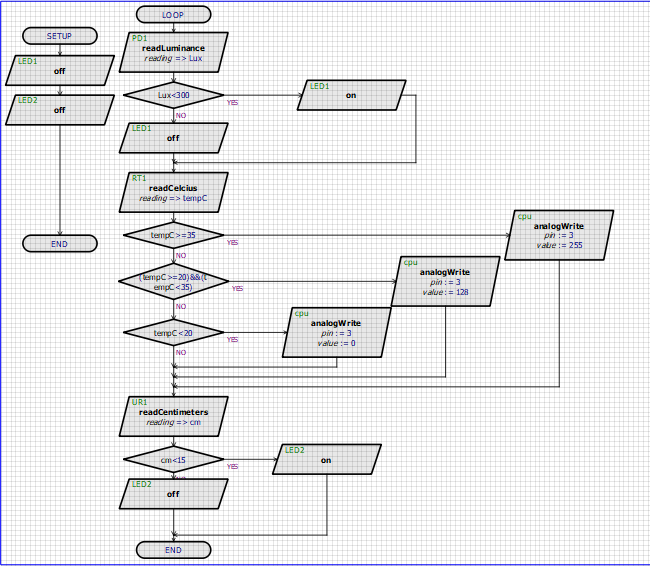 SETUP
LED1
off
LED2
off
END
LOOP
PD1
readLuminance
reading => Lux
Lux<300
YES
NO
LED1
on
LED1
off
RT1
readCelcius
reading => tempC
tempC>=35
YES
NO
cpu
analogWrite
pin := 3
value := 255
(tempC>=20)&&(t
empC<35)
YES
NO
cpu
analogWrite
pin := 3
value := 128
tempC<20
YES
NO
cpu
analogWrite
pin := 3
value := 0
UR1
readCentimeters
reading => cm
cm<15
YES
LED2
on
LED2
off
END